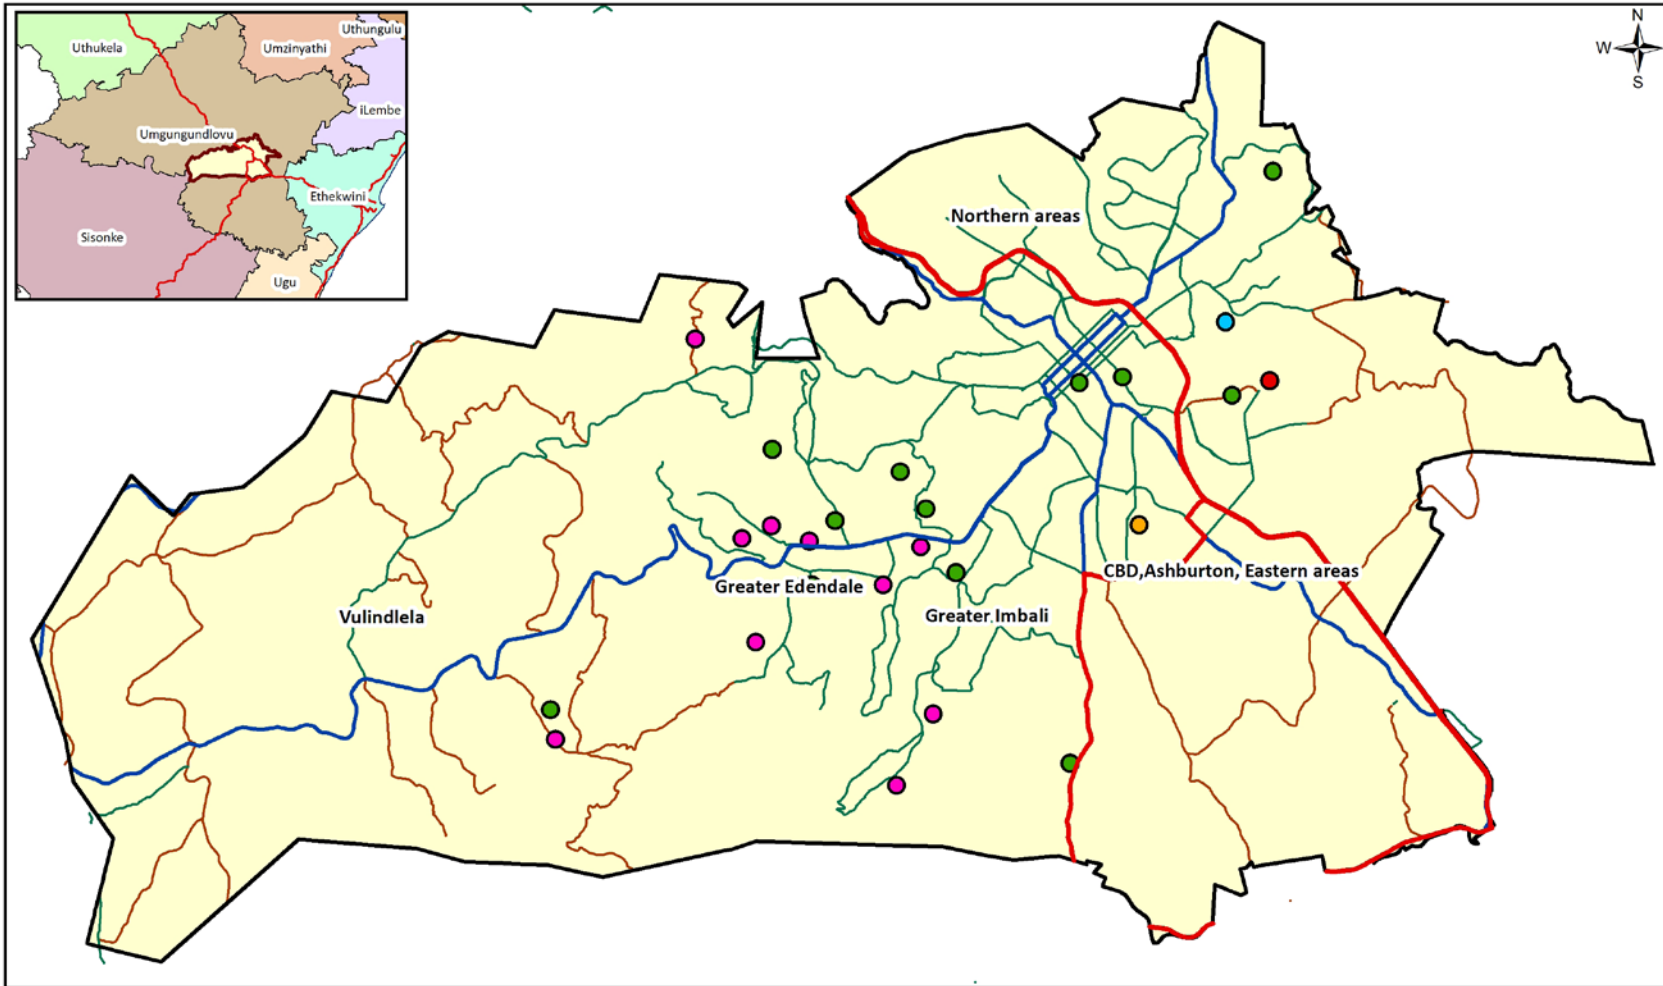 Uthungulu
Uthukela
Umzinyathi
iLembe
Umgungundlovu
Ethekwini
Sisonke
Ugu
N
W
S
Northern areas
CBD,Ashburton, Eastern areas
Greater Edendale
Vulindlela
Greater Imbali